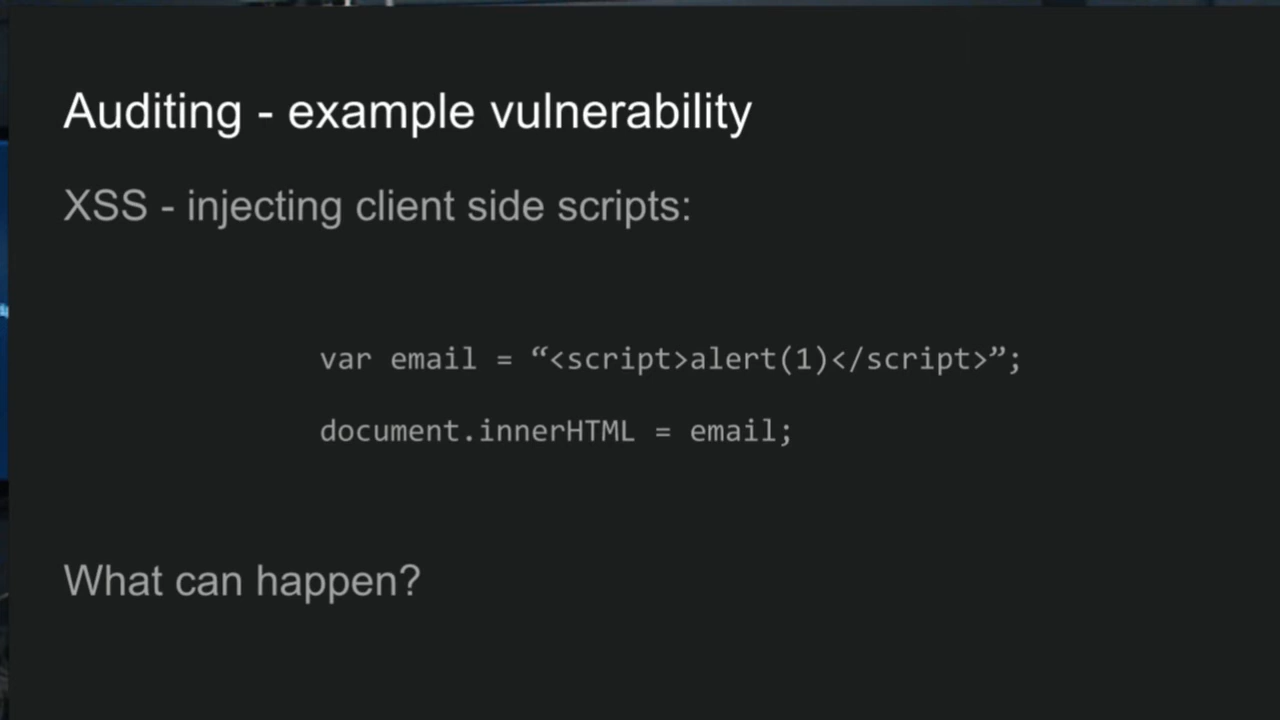 Auditing - example vulnerability
XSS - injecting client side scripts:
var email = “<script>alert(1)</script>”;
document.innerHTML = email;
What can happen?